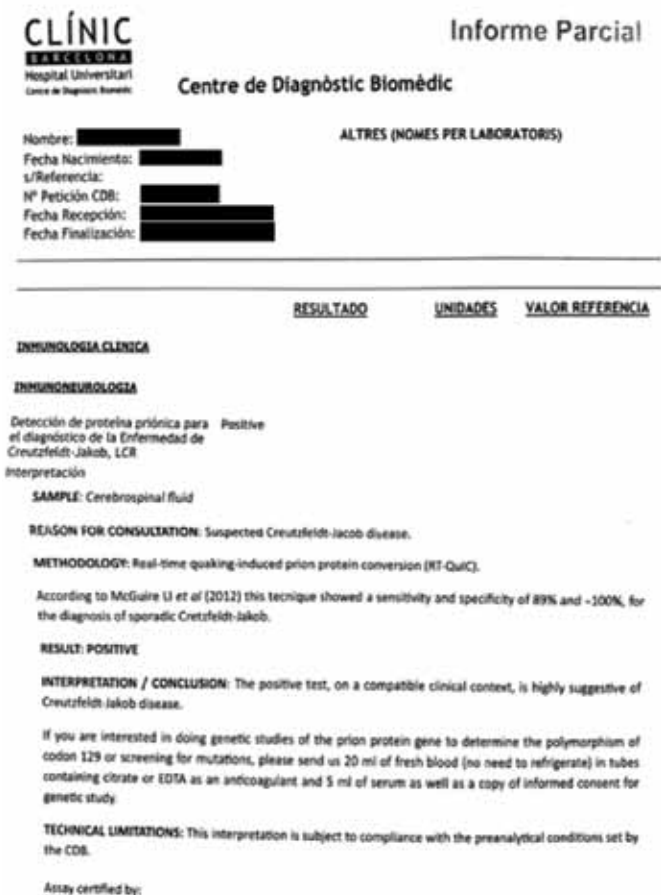 CLÍNIC
BARCELONA
Hospital Universitari
Centre de Diagnòstic Biomèdic
Informe Parcial
Centre de Diagnòstic Biomèdic
Nombre:
ALTRES (NOMES PER LABORATORIS)
Fecha Nacimiento:
s/Referencia:
Nº Petición CDB:
Fecha Recepción:
Fecha Finalización:
RESULTADO UNIDADES VALOR REFERENCIA
INMUNOLOGIA CLINICA
INMUNONEUROLOGIA
Detección de proteína priónica para Positive
el diagnóstico de la Enfermedad de
Creutzfeldt-Jakob, LCR
Interpretación
SAMPLE: Cerebrospinal fluid
REASON FOR CONSULTATION: Suspected Creutzfeldt-Jacob disease.
METHODOLOGY: Real-time quaking-induced prion protein conversion (RT-QuIC).
According to McGuire LI et al (2012) this tecnique showed a sensitivity and specificity of 89% and ~100%, for
the diagnosis of sporadic Cretzfeldt-Jakob.
RESULT: POSITIVE
INTERPRETATION / CONCLUSION: The positive test, on a compatible clinical context, is highly suggestive of
Creutzfeldt-Jakob disease.
If you are interested in doing genetic studies of the prion protein gene to determine the polymorphism of
codon 129 or screening for mutations, please send us 20 ml of fresh blood (no need to refrigerate) in tubes
containing citrate or EDTA as an anticoagulant and 5 ml of serum as well as a copy of informed consent for
genetic study.
TECHNICAL LIMITATIONS: This interpretation is subject to compliance with the preanalytical conditions set by
the CDB.
Assay certified by: